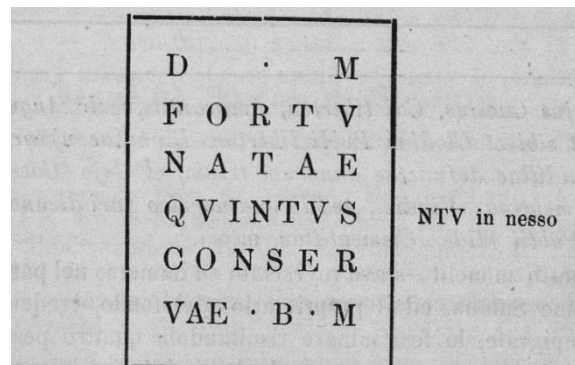 D · M
FORTV
NATAE
QVINTVS
NTV in nesso
CONSER
VAE · B · M